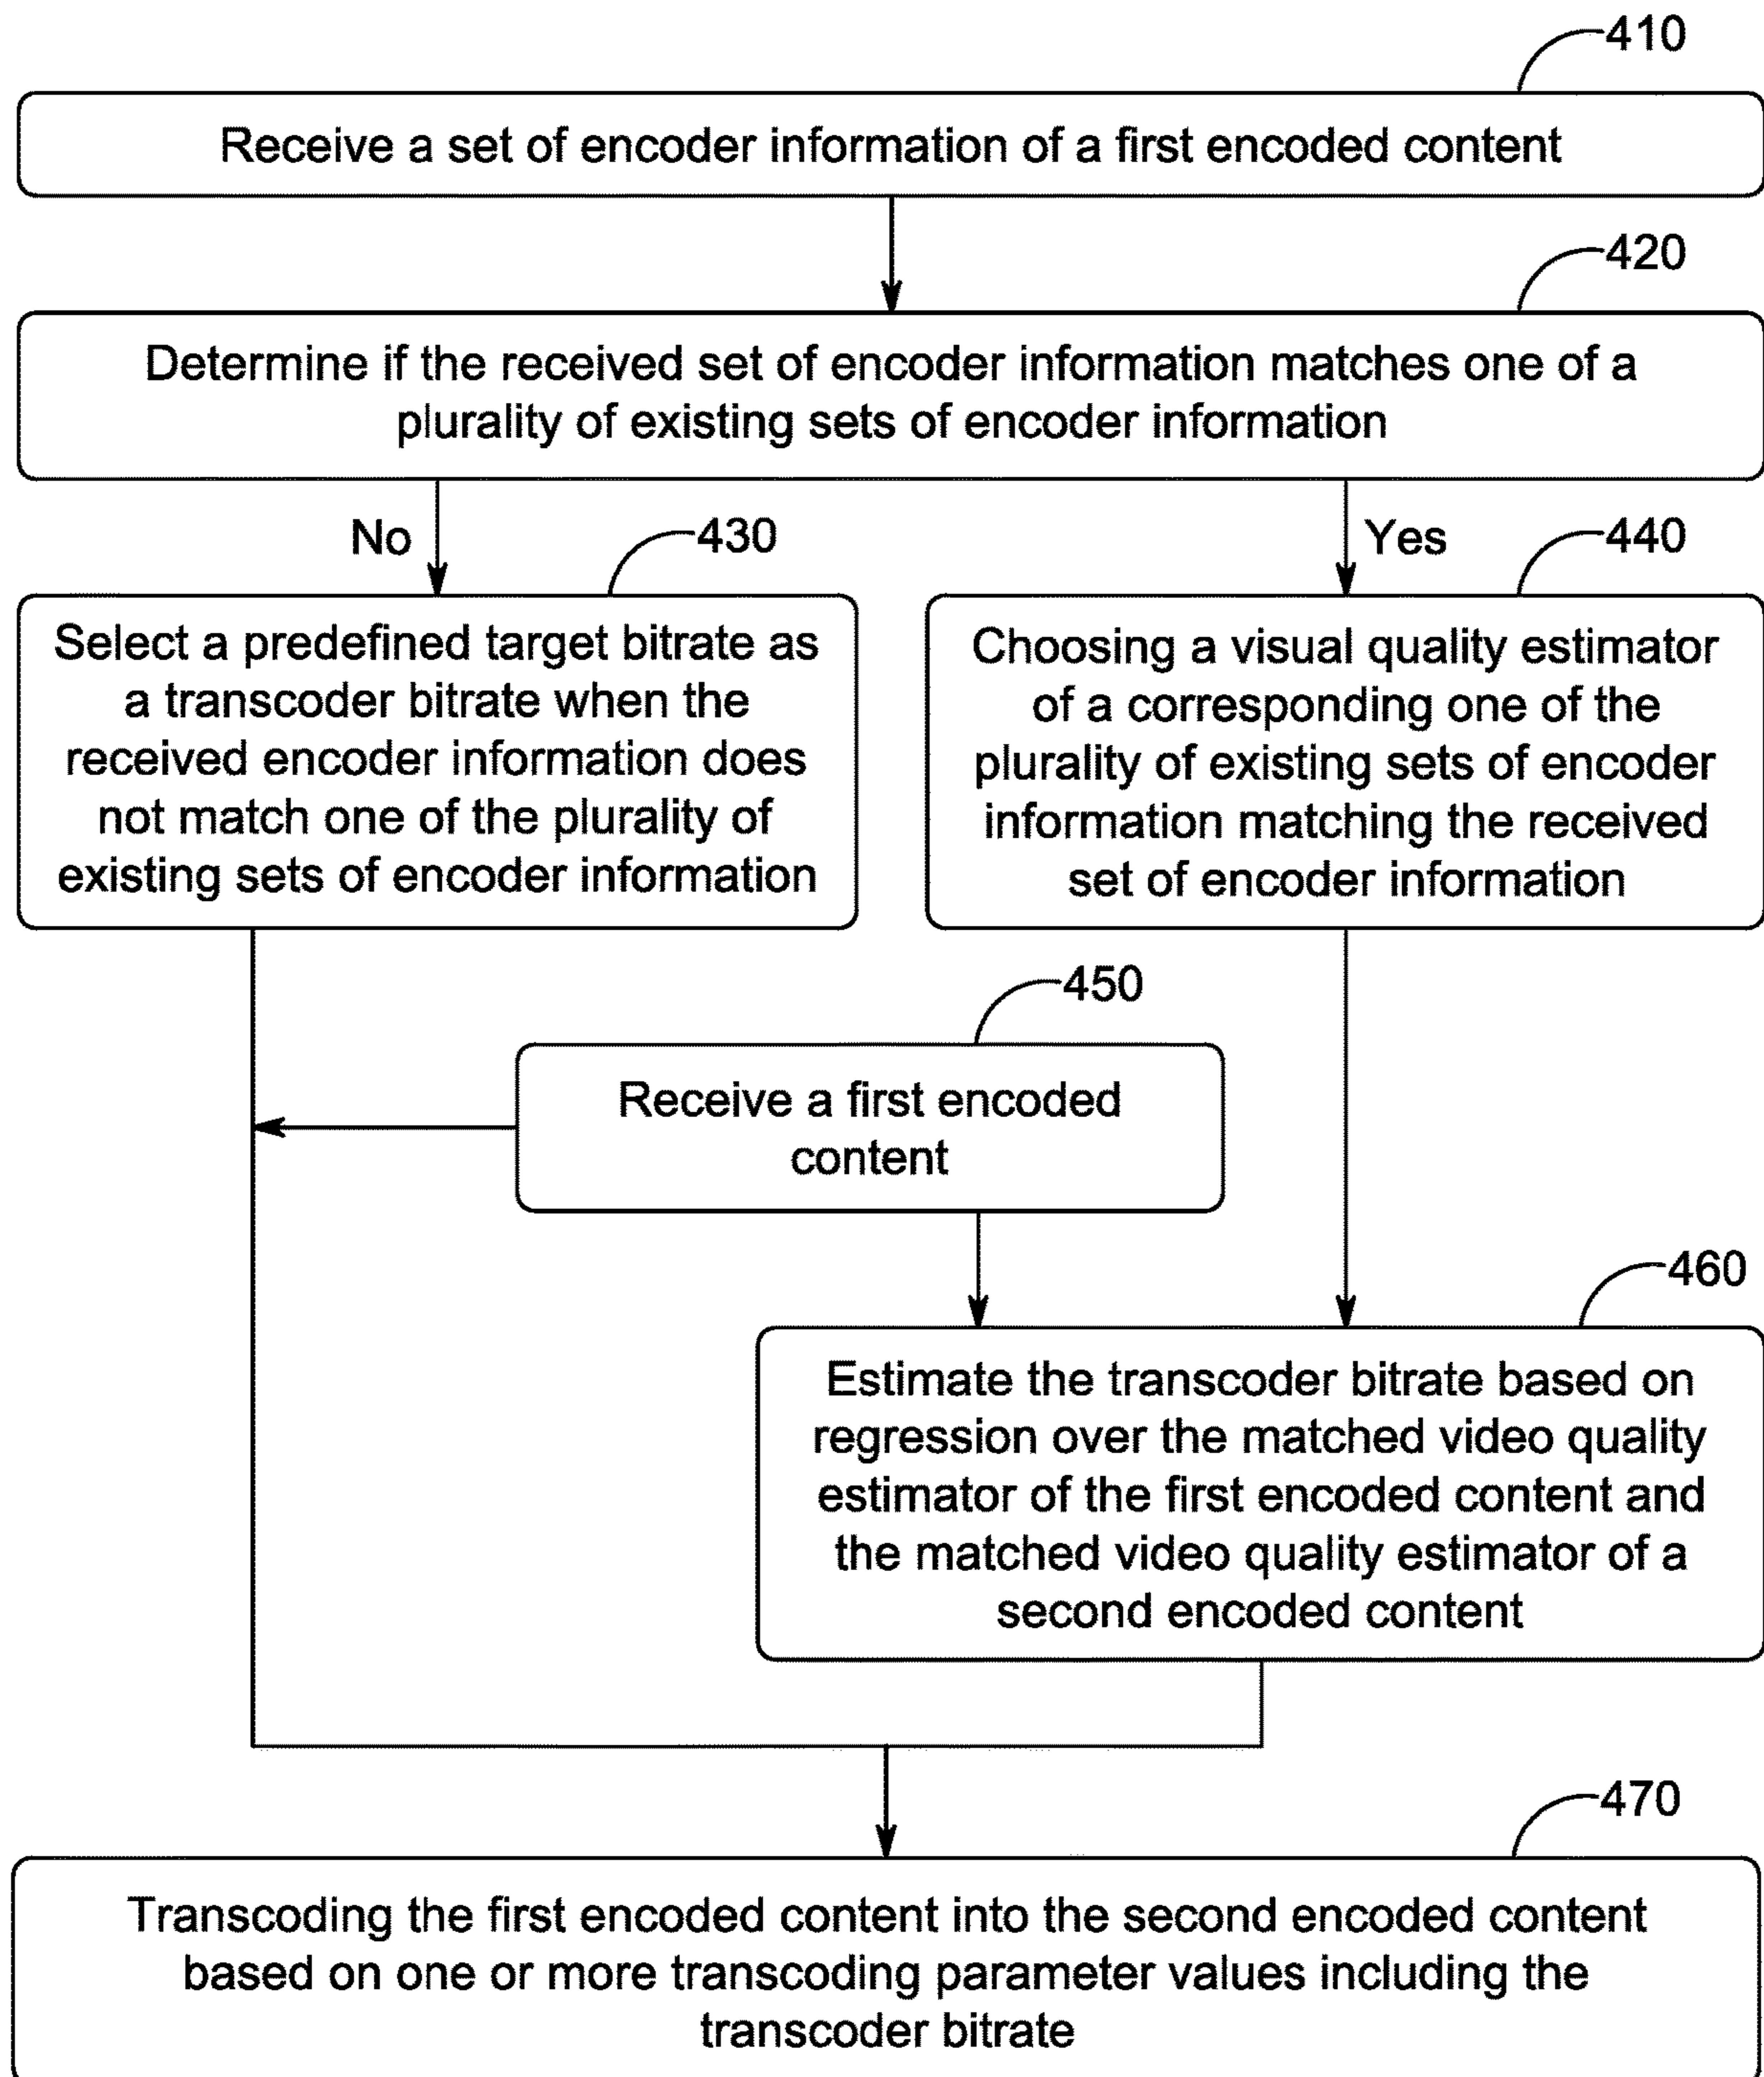 410
Receive a set of encoder information of a first encoded content
420
Determine if the received set of encoder information matches one of a
plurality of existing sets of encoder information
No
430
Yes
440
Select a predefined target bitrate as
a transcoder bitrate when the
received encoder information does
not match one of the plurality of
existing sets of encoder information
Choosing a visual quality estimator
of a corresponding one of the
plurality of existing sets of encoder
information matching the received
set of encoder information
450
Receive a first encoded
content
460
Estimate the transcoder bitrate based on
regression over the matched video quality
estimator of the first encoded content and
the matched video quality estimator of a
second encoded content
470
Transcoding the first encoded content into the second encoded content
based on one or more transcoding parameter values including the
transcoder bitrate